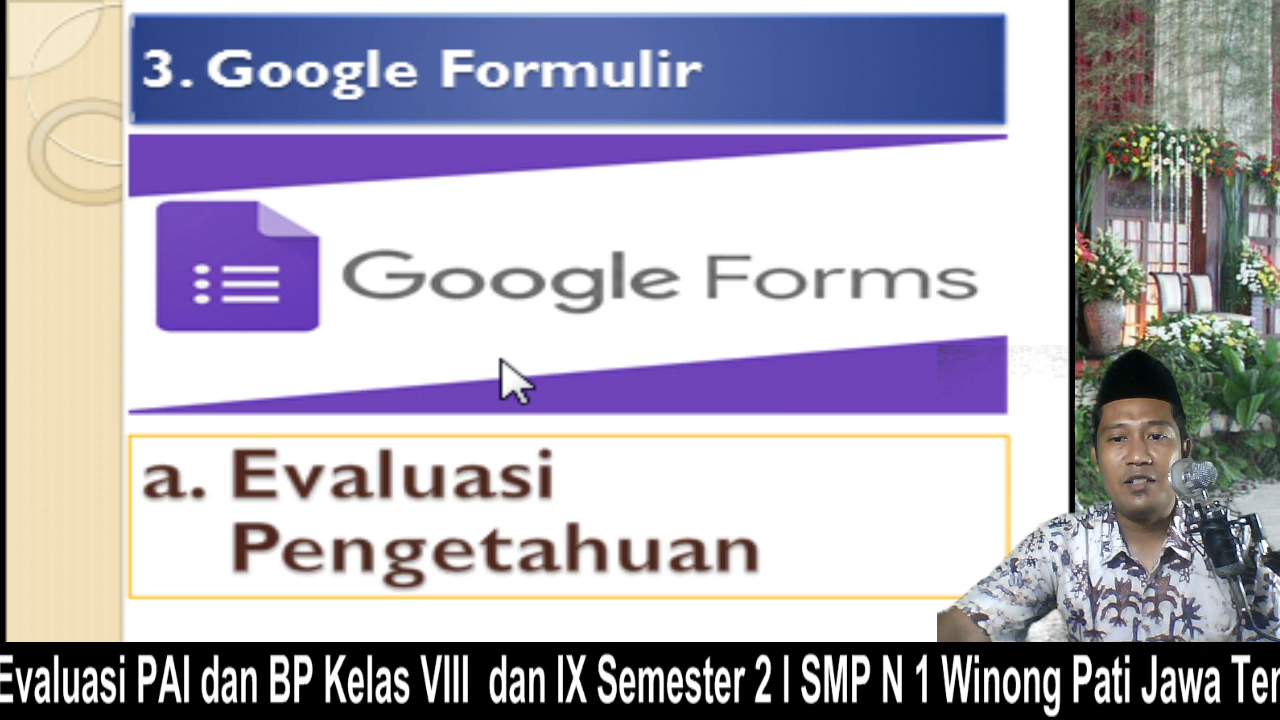 3. Google Formulir
Google Forms
a. Evaluasi
Pengetahuan
Evaluasi PAI dan BP Kelas VIII dan IX Semester 2 I SMP N 1 Winong Pati Jawa Ter